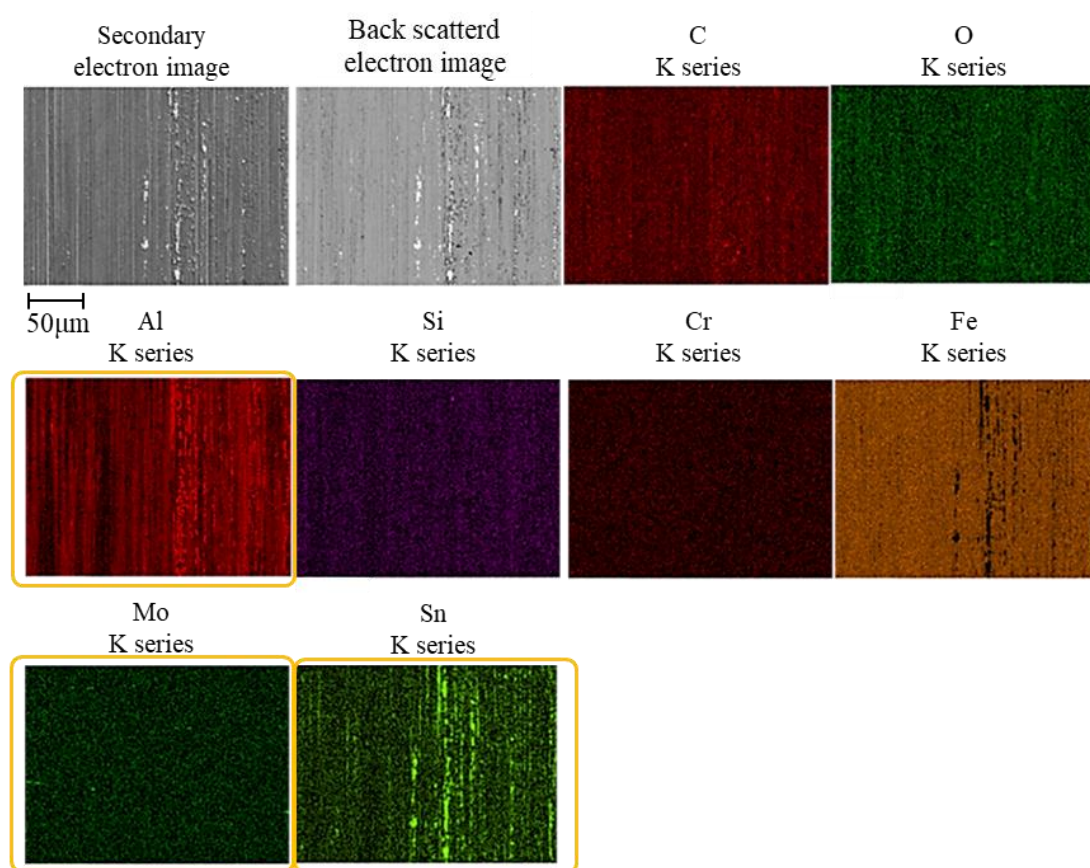 Secondary
electron image
Back scatterd
electron image
C
K series
O
K series
50μm
Al
K series
Si
K series
Cr
K series
Fe
K series
Mo
K series
Sn
K series